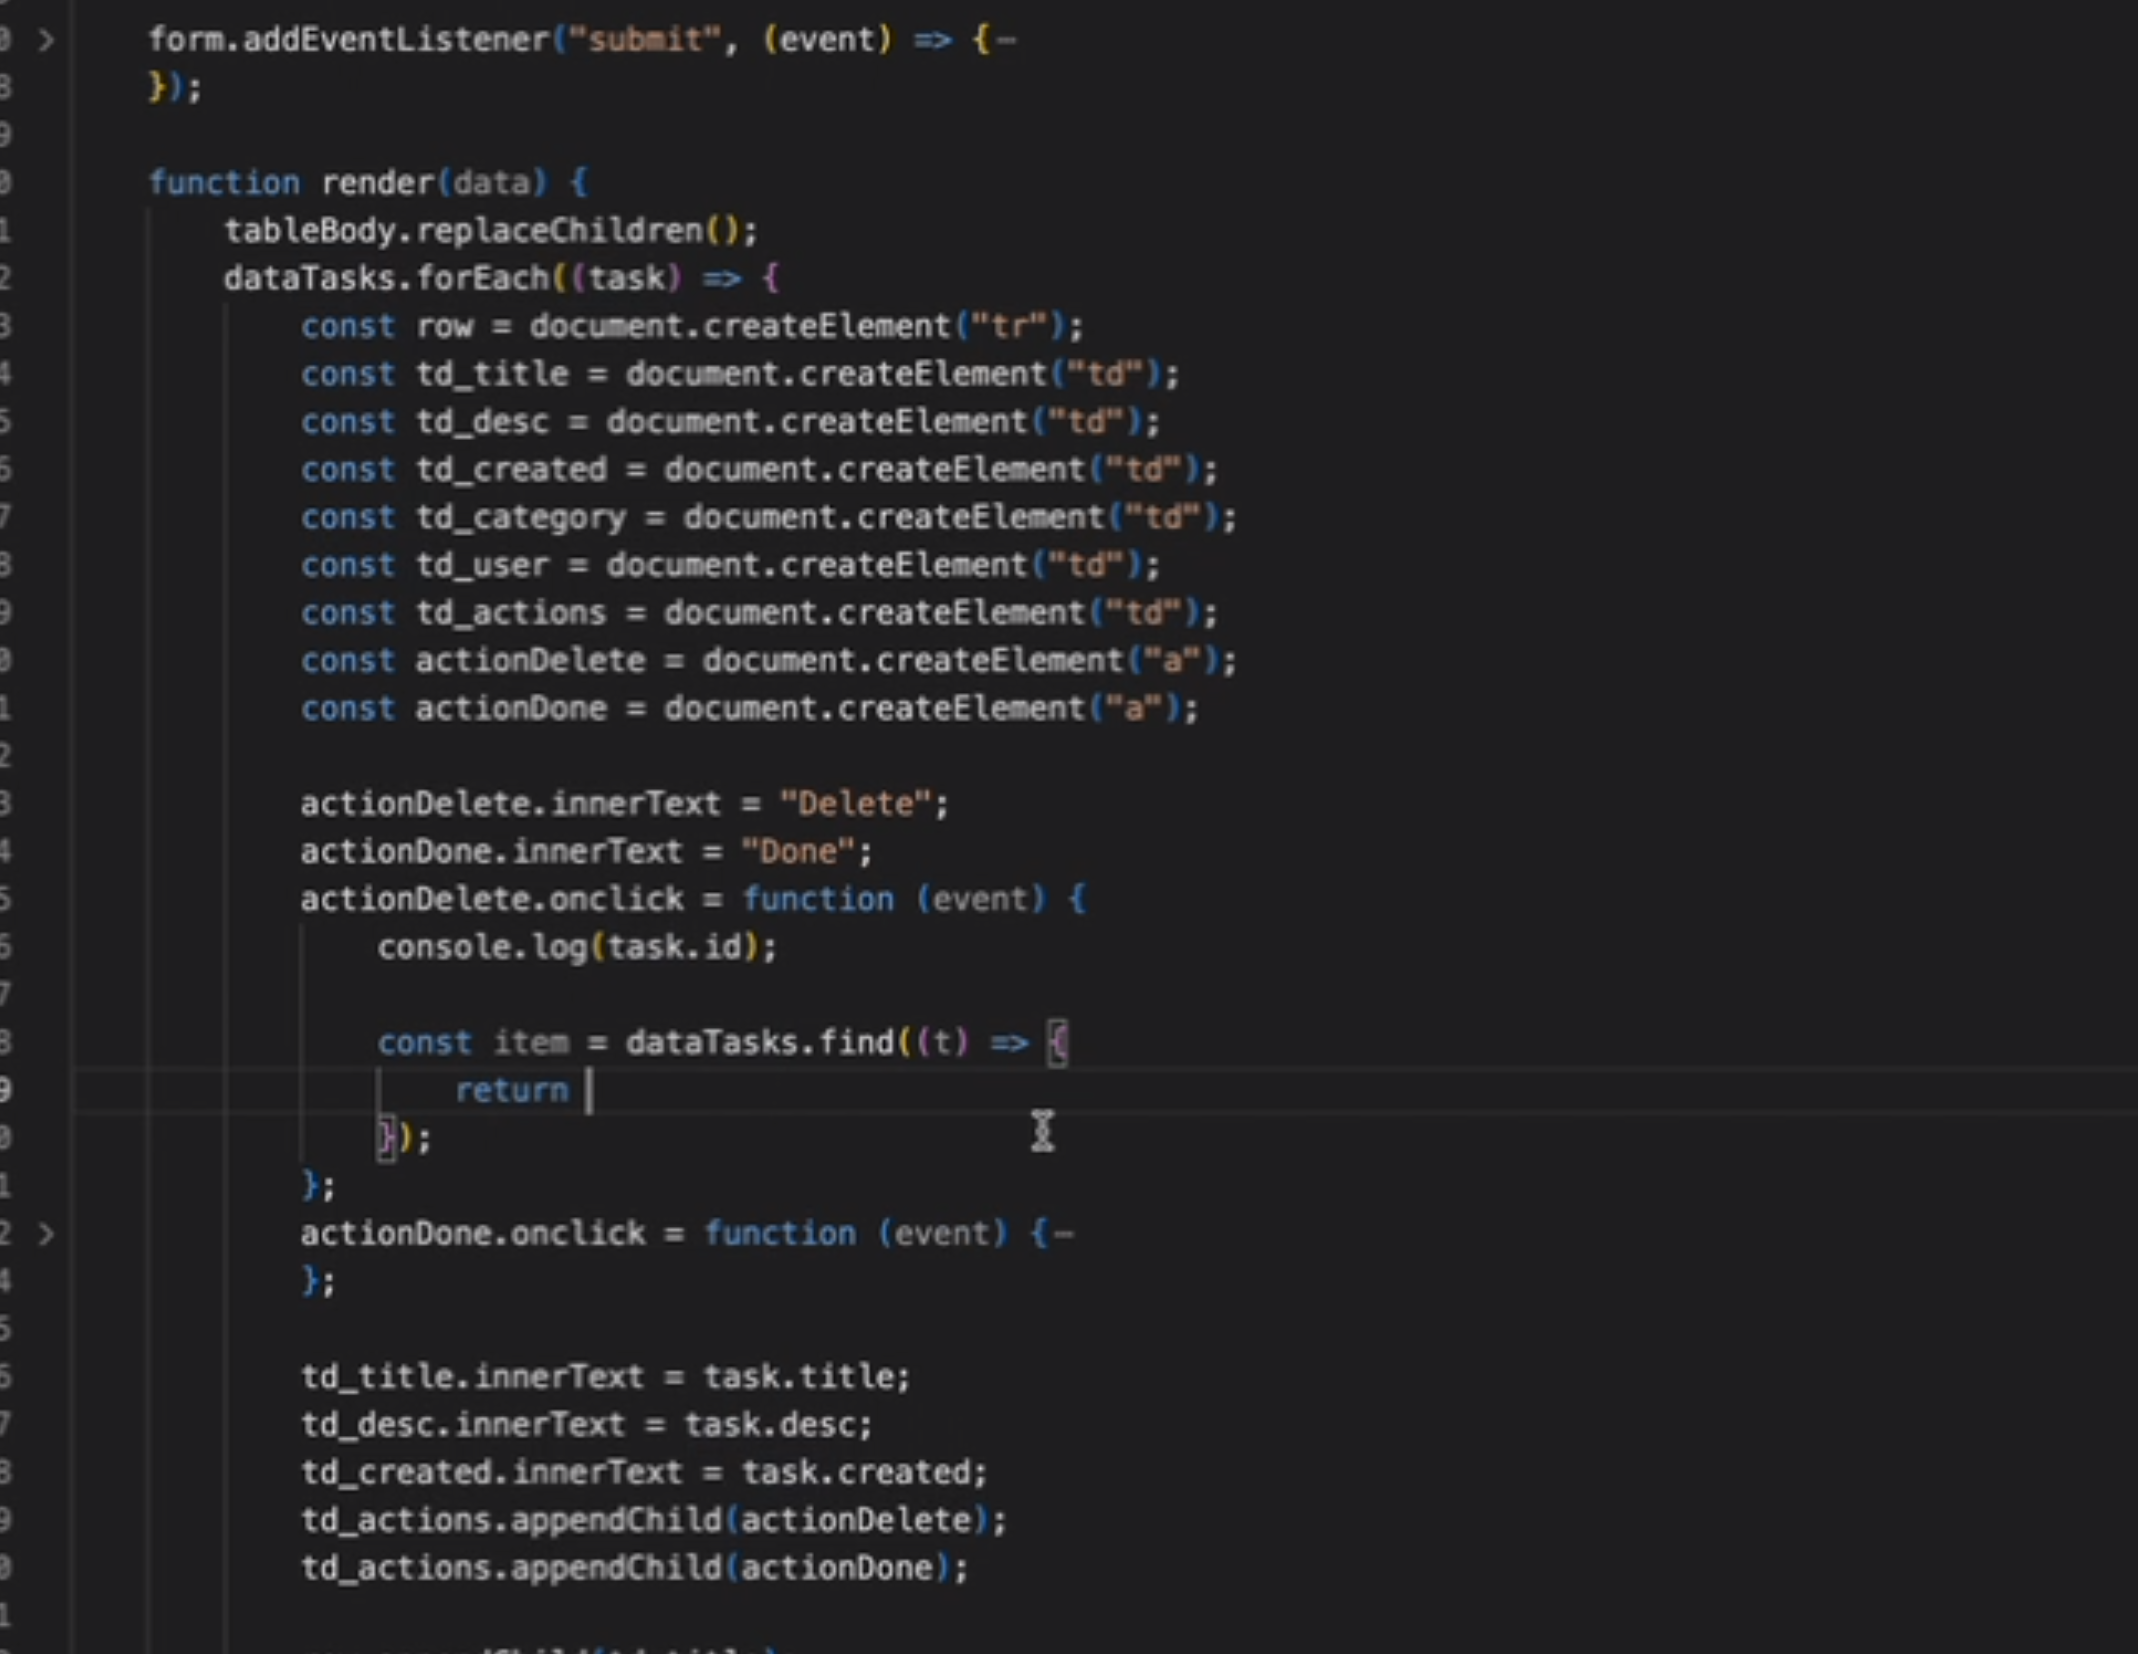 form.addEventListener("submit", (event) => {–
});
function render(data) {
tableBody.replaceChildren();
dataTasks.forEach((task) => {
const row = document.createElement("tr");
const td_title = document.createElement("td");
const td_desc = document.createElement("td");
const td_created = document.createElement("td");
const td_category = document.createElement("td");
const td_user = document.createElement("td");
const td_actions = document.createElement("td");
const actionDelete = document.createElement("a");
const actionDone = document.createElement("a");
actionDelete.innerText = "Delete";
actionDone.innerText = "Done";
actionDelete.onclick = function (event) {
console.log(task.id);
const item = dataTasks.find((t) => {
return
});
};
actionDone.onclick = function (event) {–
};
td_title.innerText = task.title;
td_desc.innerText = task.desc;
td_created.innerText = task.created;
td_actions.appendChild(actionDelete);
td_actions.appendChild(actionDone);